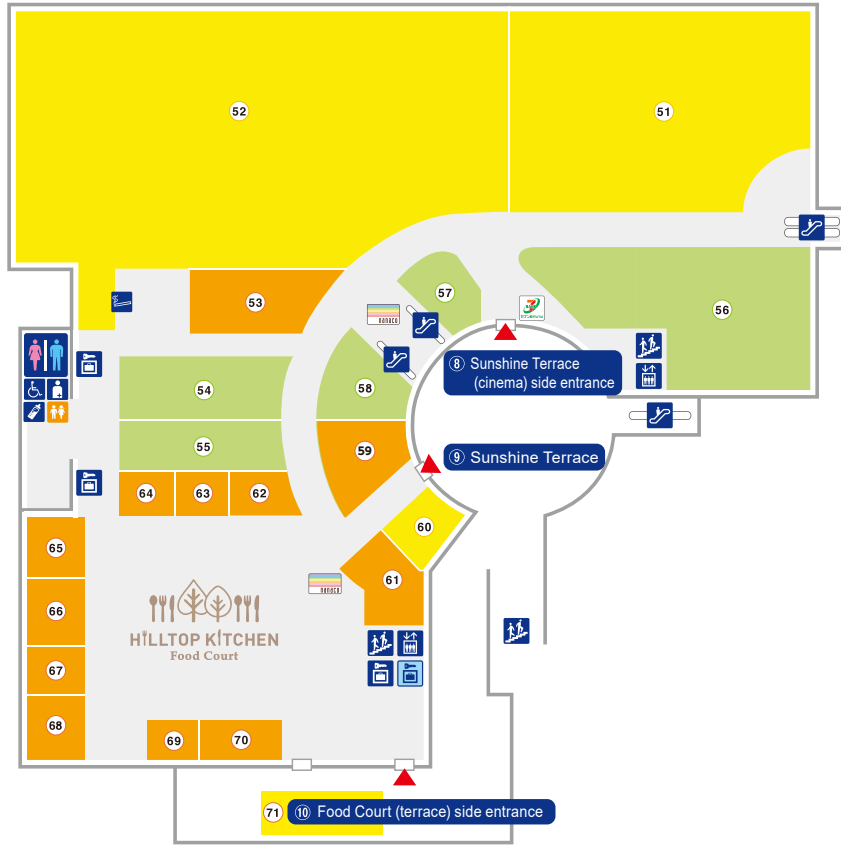 52
51
53
57
56
nanaco
54
58
⑧ Sunshine Terrace
(cinema) side entrance
55
59
⑨ Sunshine Terrace
64
63
62
60
65
61
nanaco
66
HILLTOP KITCHEN
Food Court
67
68
69
70
71
⑩ Food Court (terrace) side entrance